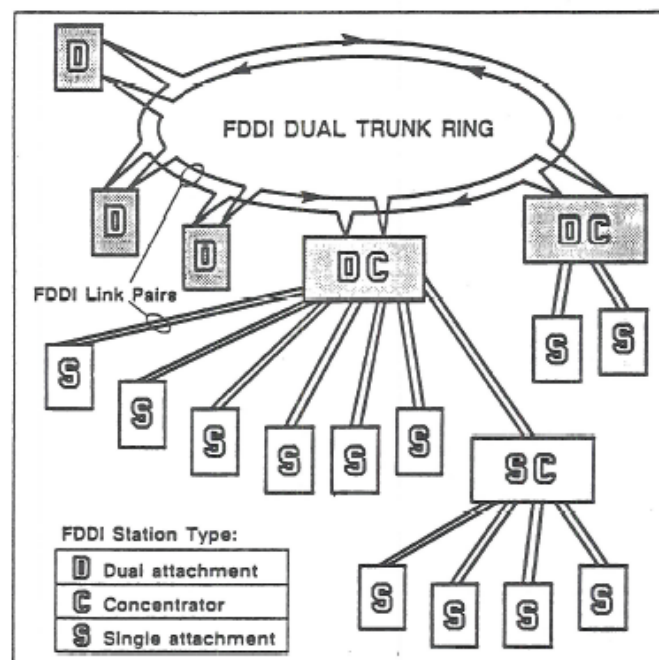 D
FDDI DUAL TRUNK RING
D
D
DC
DC
FDDI Link Pairs
S
S
S
S
S
S
S
S
SC
S
S
S
S
FDDI Station Type:
D Dual attachment
C Concentrator
S Single attachment